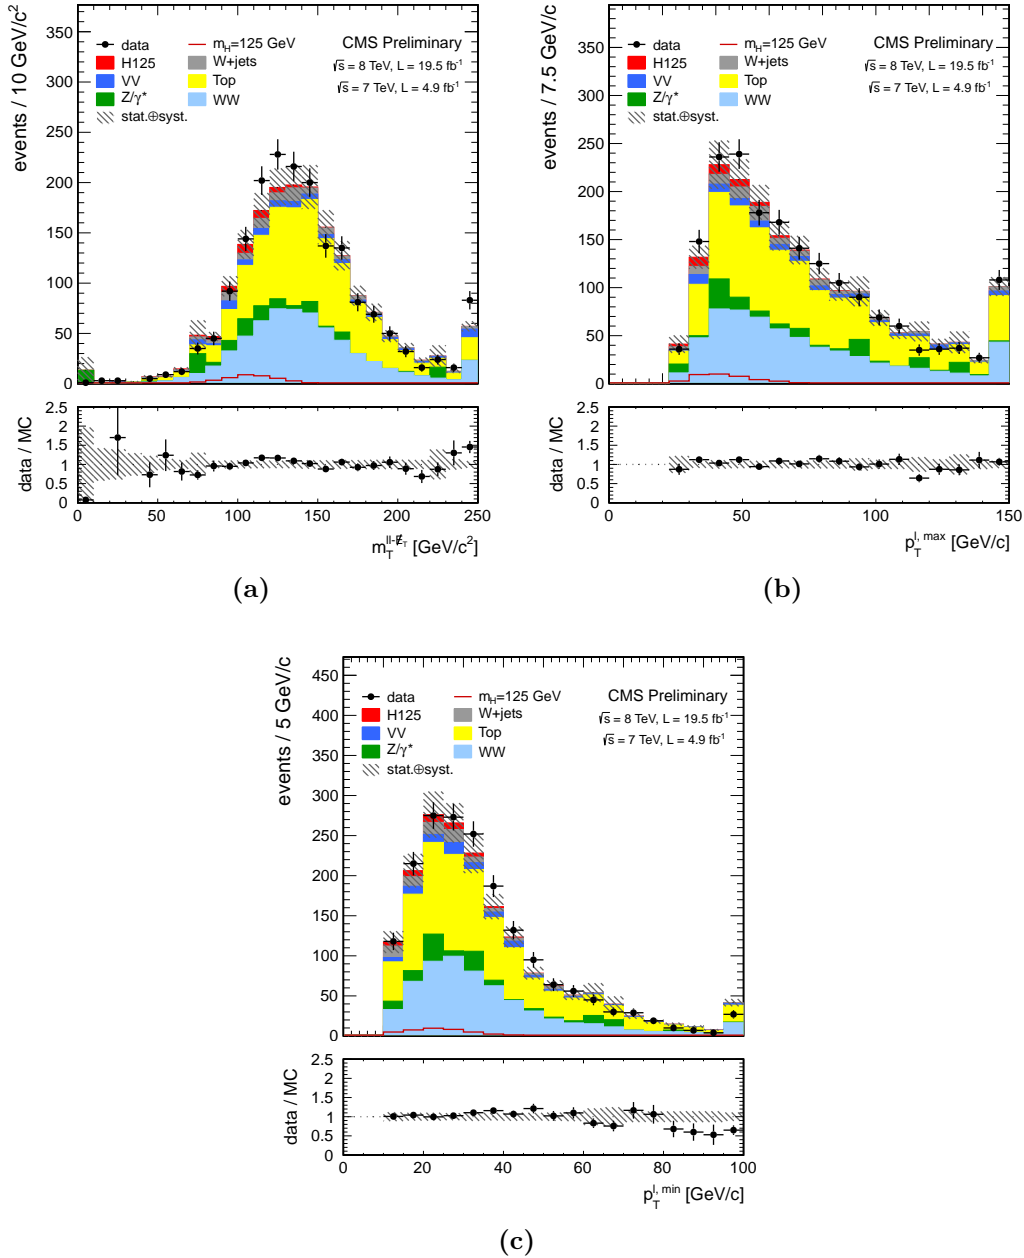 events / 10 GeV/c²
350
300
250
200
150
100
50
0
data
H125
VV
Z/γ*
stat.⊕syst.
m_H=125 GeV
W+jets
Top
WW
CMS Preliminary
√s = 8 TeV, L = 19.5 fb⁻¹
√s = 7 TeV, L = 4.9 fb⁻¹
data / MC
2.5
2
1.5
1
0.5
0
0 50 100 150 200 250
m_T^{ll-E̸_T} [GeV/c²]
(a)
events / 7.5 GeV/c
350
300
250
200
150
100
50
0
data
H125
VV
Z/γ*
stat.⊕syst.
m_H=125 GeV
W+jets
Top
WW
CMS Preliminary
√s = 8 TeV, L = 19.5 fb⁻¹
√s = 7 TeV, L = 4.9 fb⁻¹
data / MC
2.5
2
1.5
1
0.5
0
0 50 100 150
p_T^{l, max} [GeV/c]
(b)
events / 5 GeV/c
450
400
350
300
250
200
150
100
50
0
data
H125
VV
Z/γ*
stat.⊕syst.
m_H=125 GeV
W+jets
Top
WW
CMS Preliminary
√s = 8 TeV, L = 19.5 fb⁻¹
√s = 7 TeV, L = 4.9 fb⁻¹
data / MC
2.5
2
1.5
1
0.5
0
0 20 40 60 80 100
p_T^{l, min} [GeV/c]
(c)